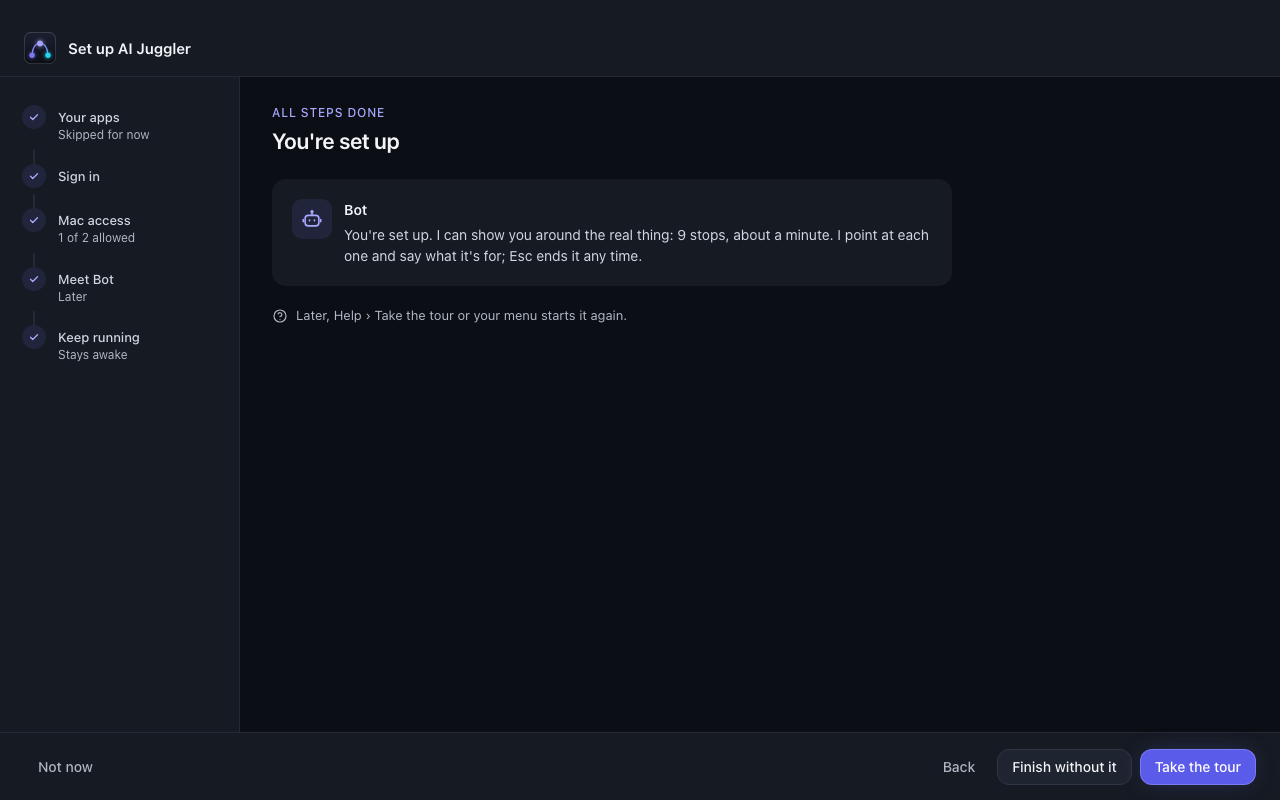 Set up AI Juggler
Your apps
Skipped for now
Sign in
Mac access
1 of 2 allowed
Meet Bot
Later
Keep running
Stays awake
ALL STEPS DONE
You're set up
Bot
You're set up. I can show you around the real thing: 9 stops, about a minute. I point at each
one and say what it's for; Esc ends it any time.
Later, Help › Take the tour or your menu starts it again.
Not now
Back
Finish without it
Take the tour